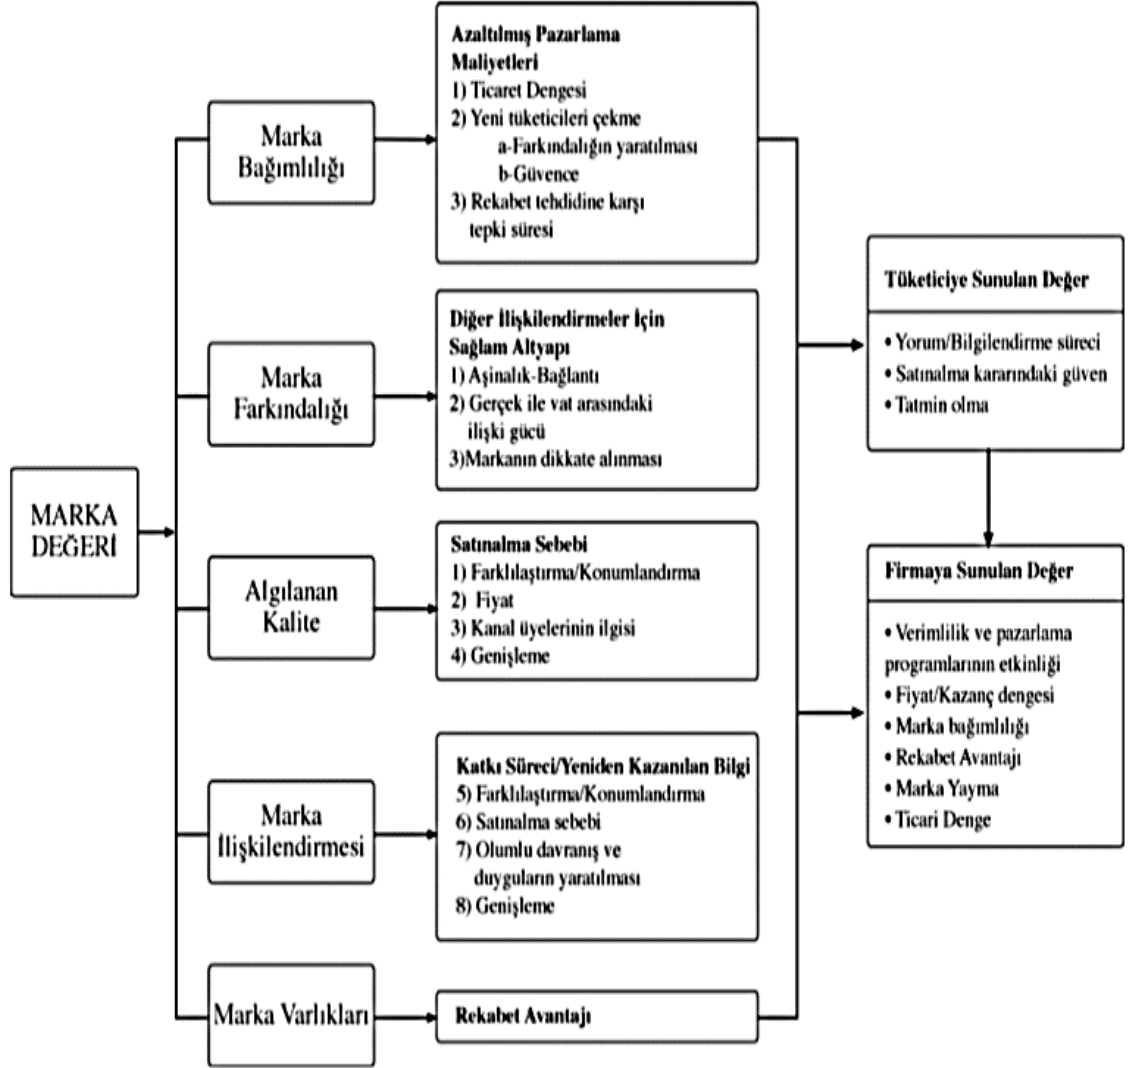 MARKA
DEĞERİ
Marka
Bağımlılığı
Azaltılmış Pazarlama
Maliyetleri
1) Ticaret Dengesi
2) Yeni tüketicileri çekme
a-Farkındalığın yaratılması
b-Güvence
3) Rekabet tehdidine karşı
tepki süresi
Marka
Farkındalığı
Diğer İlişkilendirmeler İçin
Sağlam Altyapı
1) Aşinalık-Bağlantı
2) Gerçek ile vat arasındaki
ilişki gücü
3)Markanın dikkate alınması
Algılanan
Kalite
Satınalma Sebebi
1) Farklılaştırma/Konumlandırma
2) Fiyat
3) Kanal üyelerinin ilgisi
4) Genişleme
Marka
İlişkilendirmesi
Katkı Süreci/Yeniden Kazanılan Bilgi
5) Farklılaştırma/Konumlandırma
6) Satınalma sebebi
7) Olumlu davranış ve
duyguların yaratılması
8) Genişleme
Marka Varlıkları
Rekabet Avantajı
Tüketiciye Sunulan Değer
• Yorum/Bilgilendirme süreci
• Satınalma kararındaki güven
• Tatmin olma
Firmaya Sunulan Değer
• Verimlilik ve pazarlama
programlarının etkinliği
• Fiyat/Kazanç dengesi
• Marka bağımlılığı
• Rekabet Avantajı
• Marka Yayma
• Ticari Denge